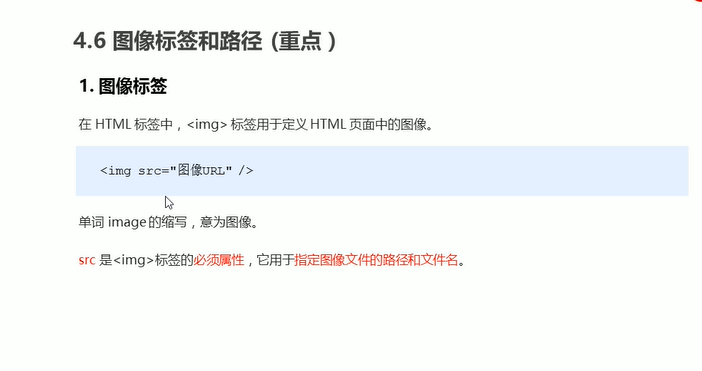 4.6 图像标签和路径 (重点)
1. 图像标签
在 HTML 标签中，<img> 标签用于定义 HTML 页面中的图像。
<img src="图像URL" />
单词 image 的缩写，意为图像。
src 是<img>标签的必须属性，它用于指定图像文件的路径和文件名。